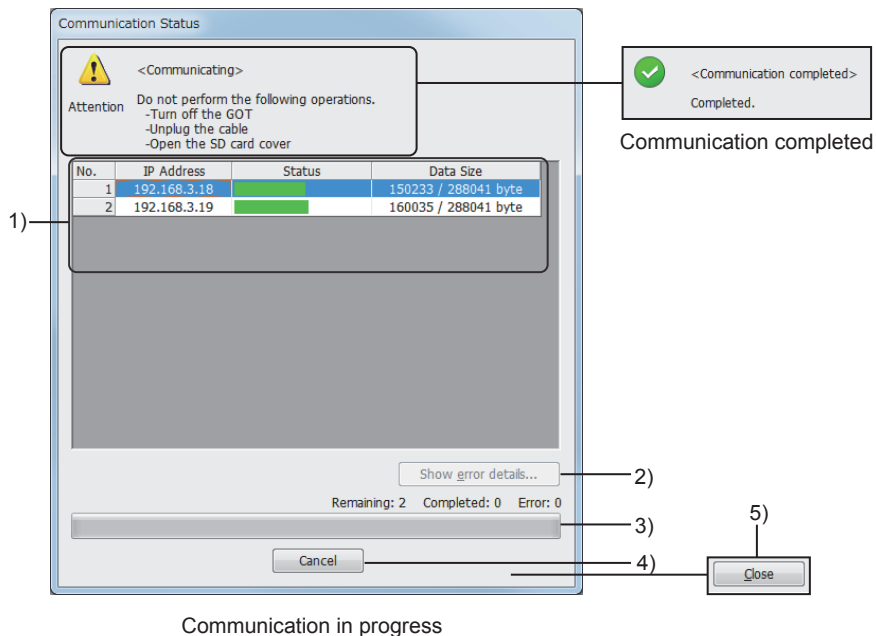 Communication Status
<Communicating>
Attention
Do not perform the following operations.
-Turn off the GOT
-Unplug the cable
-Open the SD card cover
<Communication completed>
Completed.
Communication completed
1)
No. IP Address Status Data Size
1 192.168.3.18 150233 / 288041 byte
2 192.168.3.19 160035 / 288041 byte
Show error details...
2)
Remaining: 2 Completed: 0 Error: 0
3)
Cancel
4)
5)
Close
Communication in progress